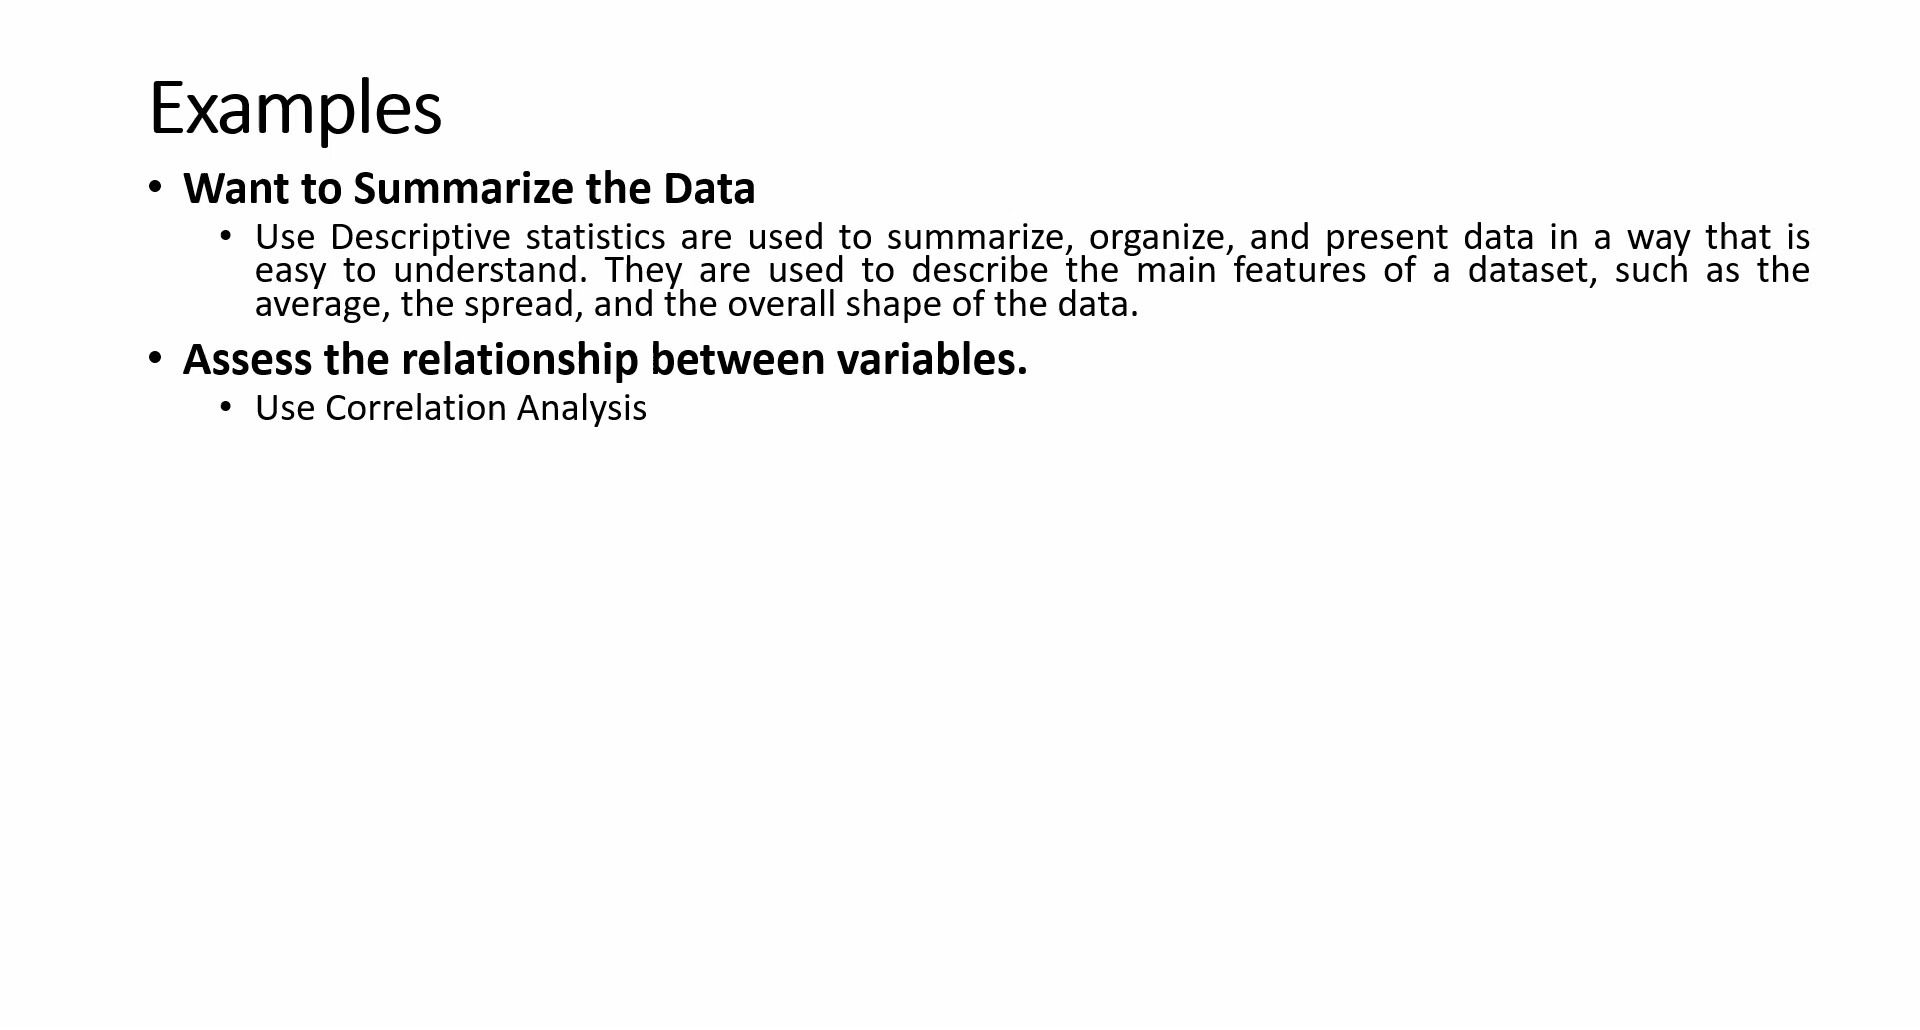 Examples
• Want to Summarize the Data
• Use Descriptive statistics are used to summarize, organize, and present data in a way that is
easy to understand. They are used to describe the main features of a dataset, such as the
average, the spread, and the overall shape of the data.
• Assess the relationship between variables.
• Use Correlation Analysis